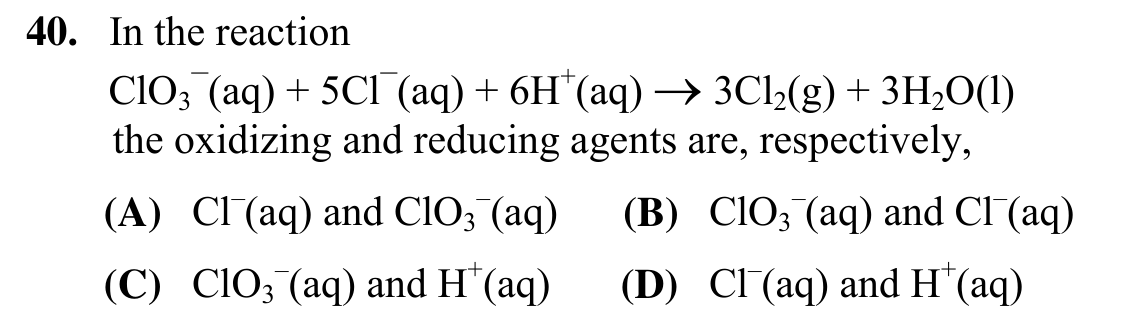 40. In the reaction
ClO₃⁻(aq) + 5Cl⁻(aq) + 6H⁺(aq) → 3Cl₂(g) + 3H₂O(l)
the oxidizing and reducing agents are, respectively,
(A) Cl⁻(aq) and ClO₃⁻(aq) (B) ClO₃⁻(aq) and Cl⁻(aq)
(C) ClO₃⁻(aq) and H⁺(aq) (D) Cl⁻(aq) and H⁺(aq)